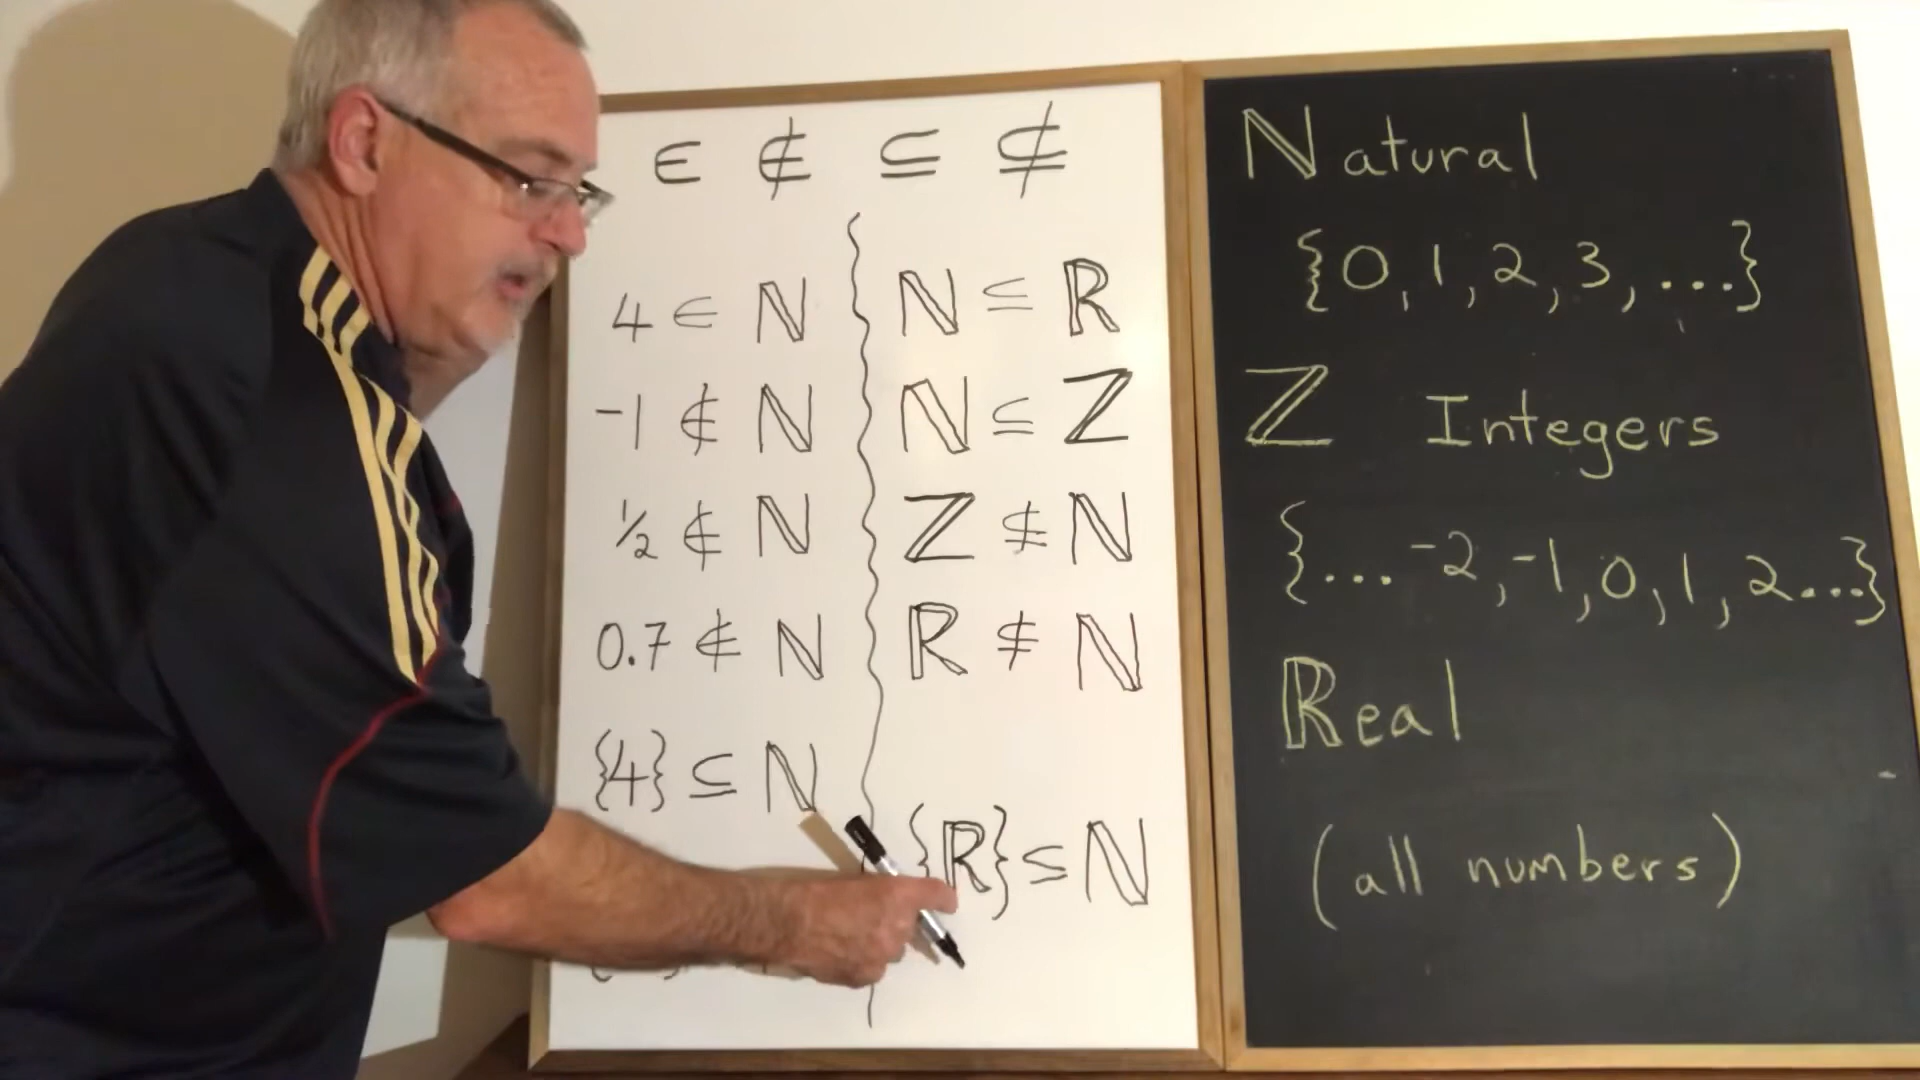 ∈ ∉ ⊆ ⊈
4 ∈ ℕ
-1 ∉ ℕ
½ ∉ ℕ
0.7 ∉ ℕ
{4} ⊆ ℕ
ℕ ⊆ ℝ
ℕ ⊆ ℤ
ℤ ⊈ ℕ
ℝ ⊈ ℕ
{ℝ} ⊆ ℕ
ℕatural
{0, 1, 2, 3, ...}
ℤ Integers
{... -2, -1, 0, 1, 2...}
ℝeal
(all numbers)